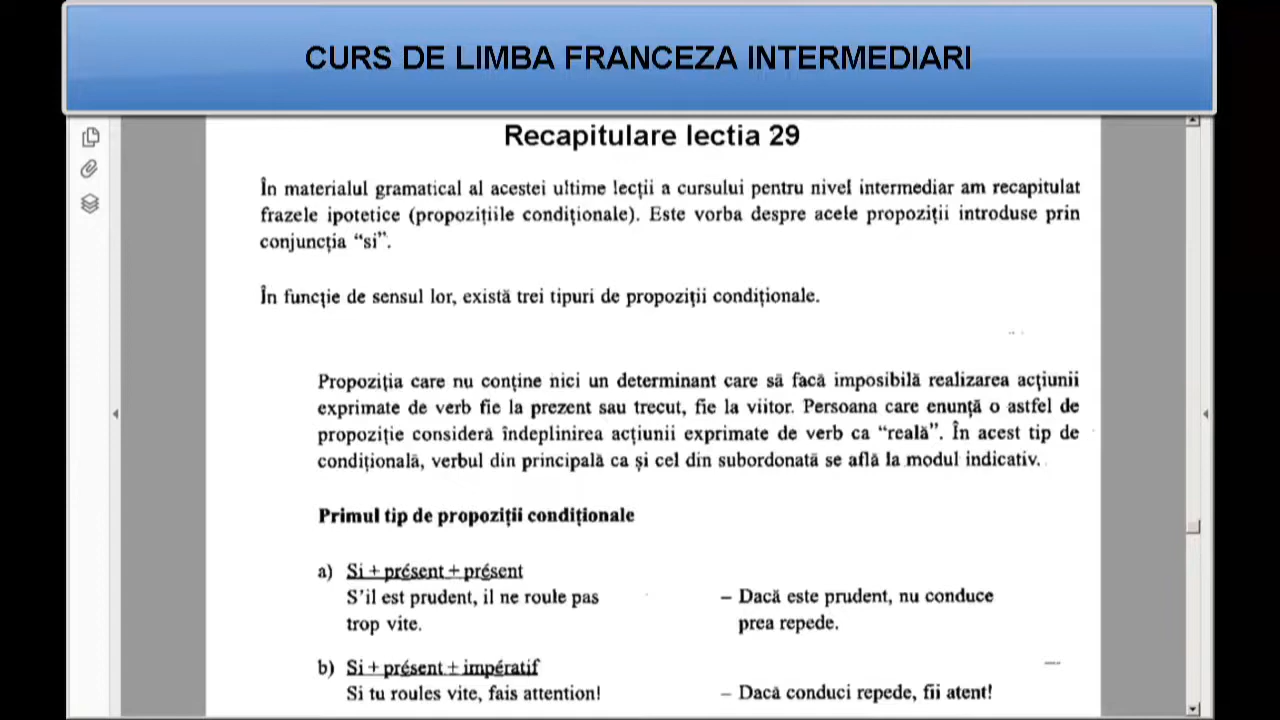 CURS DE LIMBA FRANCEZA INTERMEDIARI
Recapitulare lectia 29
În materialul gramatical al acestei ultime lecții a cursului pentru nivel intermediar am recapitulat
frazele ipotetice (propozițiile condiționale). Este vorba despre acele propoziții introduse prin
conjuncția “si”.
În funcție de sensul lor, există trei tipuri de propoziții condiționale.
Propoziția care nu conține nici un determinant care să facă imposibilă realizarea acțiunii
exprimate de verb fie la prezent sau trecut, fie la viitor. Persoana care enunță o astfel de
propoziție consideră îndeplinirea acțiunii exprimate de verb ca “reală”. În acest tip de
condițională, verbul din principală ca și cel din subordonată se află la modul indicativ.
Primul tip de propoziții condiționale
a) Si + présent + présent
S’il est prudent, il ne roule pas – Dacă este prudent, nu conduce
trop vite. prea repede.
b) Si + présent + impératif
Si tu roules vite, fais attention! – Dacă conduci repede, fii atent!